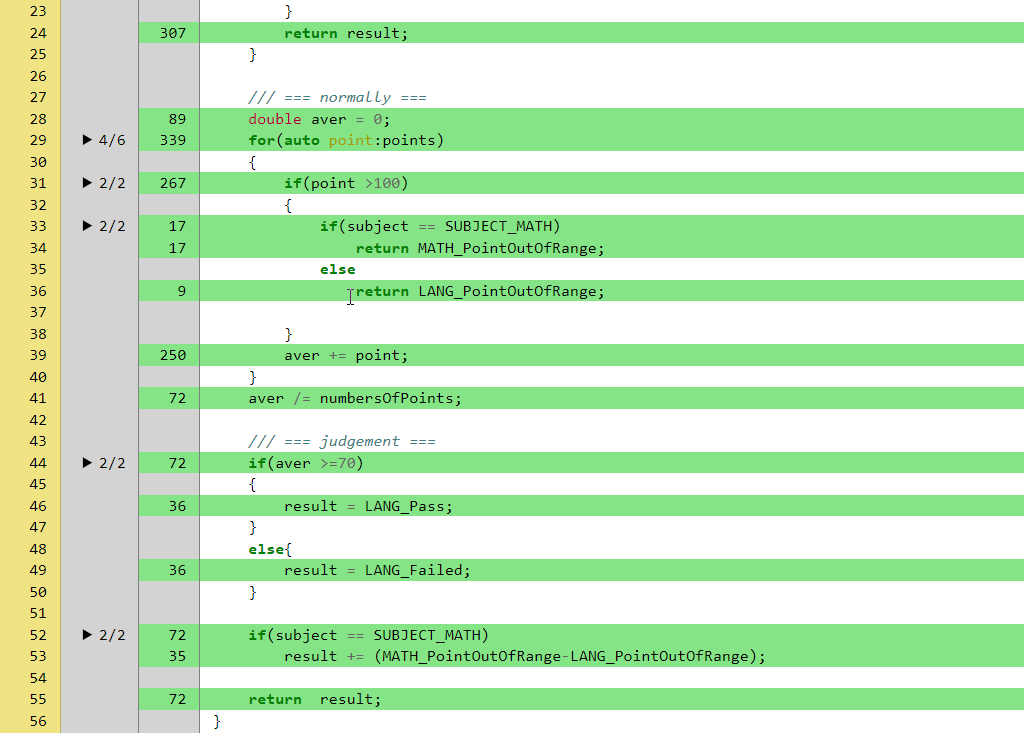 23 }
24 307 return result;
25 }
26
27 /// === normally ===
28 89 double aver = 0;
29 ▶ 4/6 339 for(auto point:points)
30 {
31 ▶ 2/2 267 if(point >100)
32 {
33 ▶ 2/2 17 if(subject == SUBJECT_MATH)
34 17 return MATH_PointOutOfRange;
35 else
36 9 return LANG_PointOutOfRange;
37
38 }
39 250 aver += point;
40 }
41 72 aver /= numbersOfPoints;
42
43 /// === judgement ===
44 ▶ 2/2 72 if(aver >=70)
45 {
46 36 result = LANG_Pass;
47 }
48 else{
49 36 result = LANG_Failed;
50 }
51
52 ▶ 2/2 72 if(subject == SUBJECT_MATH)
53 35 result += (MATH_PointOutOfRange-LANG_PointOutOfRange);
54
55 72 return  result;
56 }